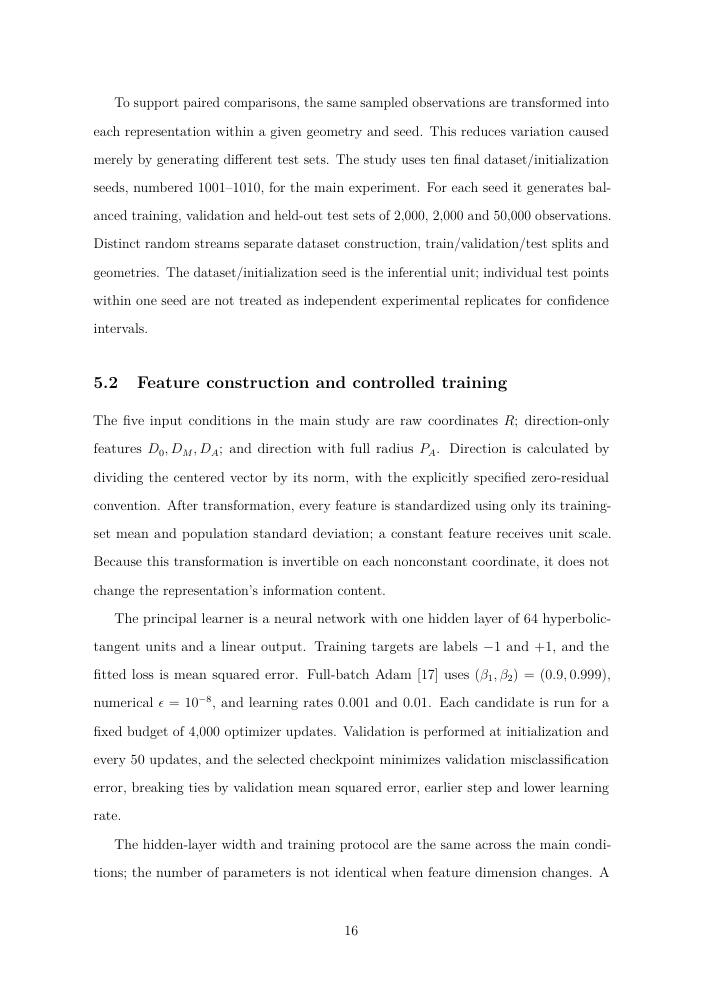 To support paired comparisons, the same sampled observations are transformed into
each representation within a given geometry and seed. This reduces variation caused
merely by generating different test sets. The study uses ten final dataset/initialization
seeds, numbered 1001–1010, for the main experiment. For each seed it generates bal-
anced training, validation and held-out test sets of 2,000, 2,000 and 50,000 observations.
Distinct random streams separate dataset construction, train/validation/test splits and
geometries. The dataset/initialization seed is the inferential unit; individual test points
within one seed are not treated as independent experimental replicates for confidence
intervals.
5.2 Feature construction and controlled training
The five input conditions in the main study are raw coordinates R; direction-only
features D₀, D_M, D_A; and direction with full radius P_A. Direction is calculated by
dividing the centered vector by its norm, with the explicitly specified zero-residual
convention. After transformation, every feature is standardized using only its training-
set mean and population standard deviation; a constant feature receives unit scale.
Because this transformation is invertible on each nonconstant coordinate, it does not
change the representation's information content.
The principal learner is a neural network with one hidden layer of 64 hyperbolic-
tangent units and a linear output. Training targets are labels −1 and +1, and the
fitted loss is mean squared error. Full-batch Adam [17] uses (β₁, β₂) = (0.9, 0.999),
numerical ϵ = 10⁻⁸, and learning rates 0.001 and 0.01. Each candidate is run for a
fixed budget of 4,000 optimizer updates. Validation is performed at initialization and
every 50 updates, and the selected checkpoint minimizes validation misclassification
error, breaking ties by validation mean squared error, earlier step and lower learning
rate.
The hidden-layer width and training protocol are the same across the main condi-
tions; the number of parameters is not identical when feature dimension changes. A
16